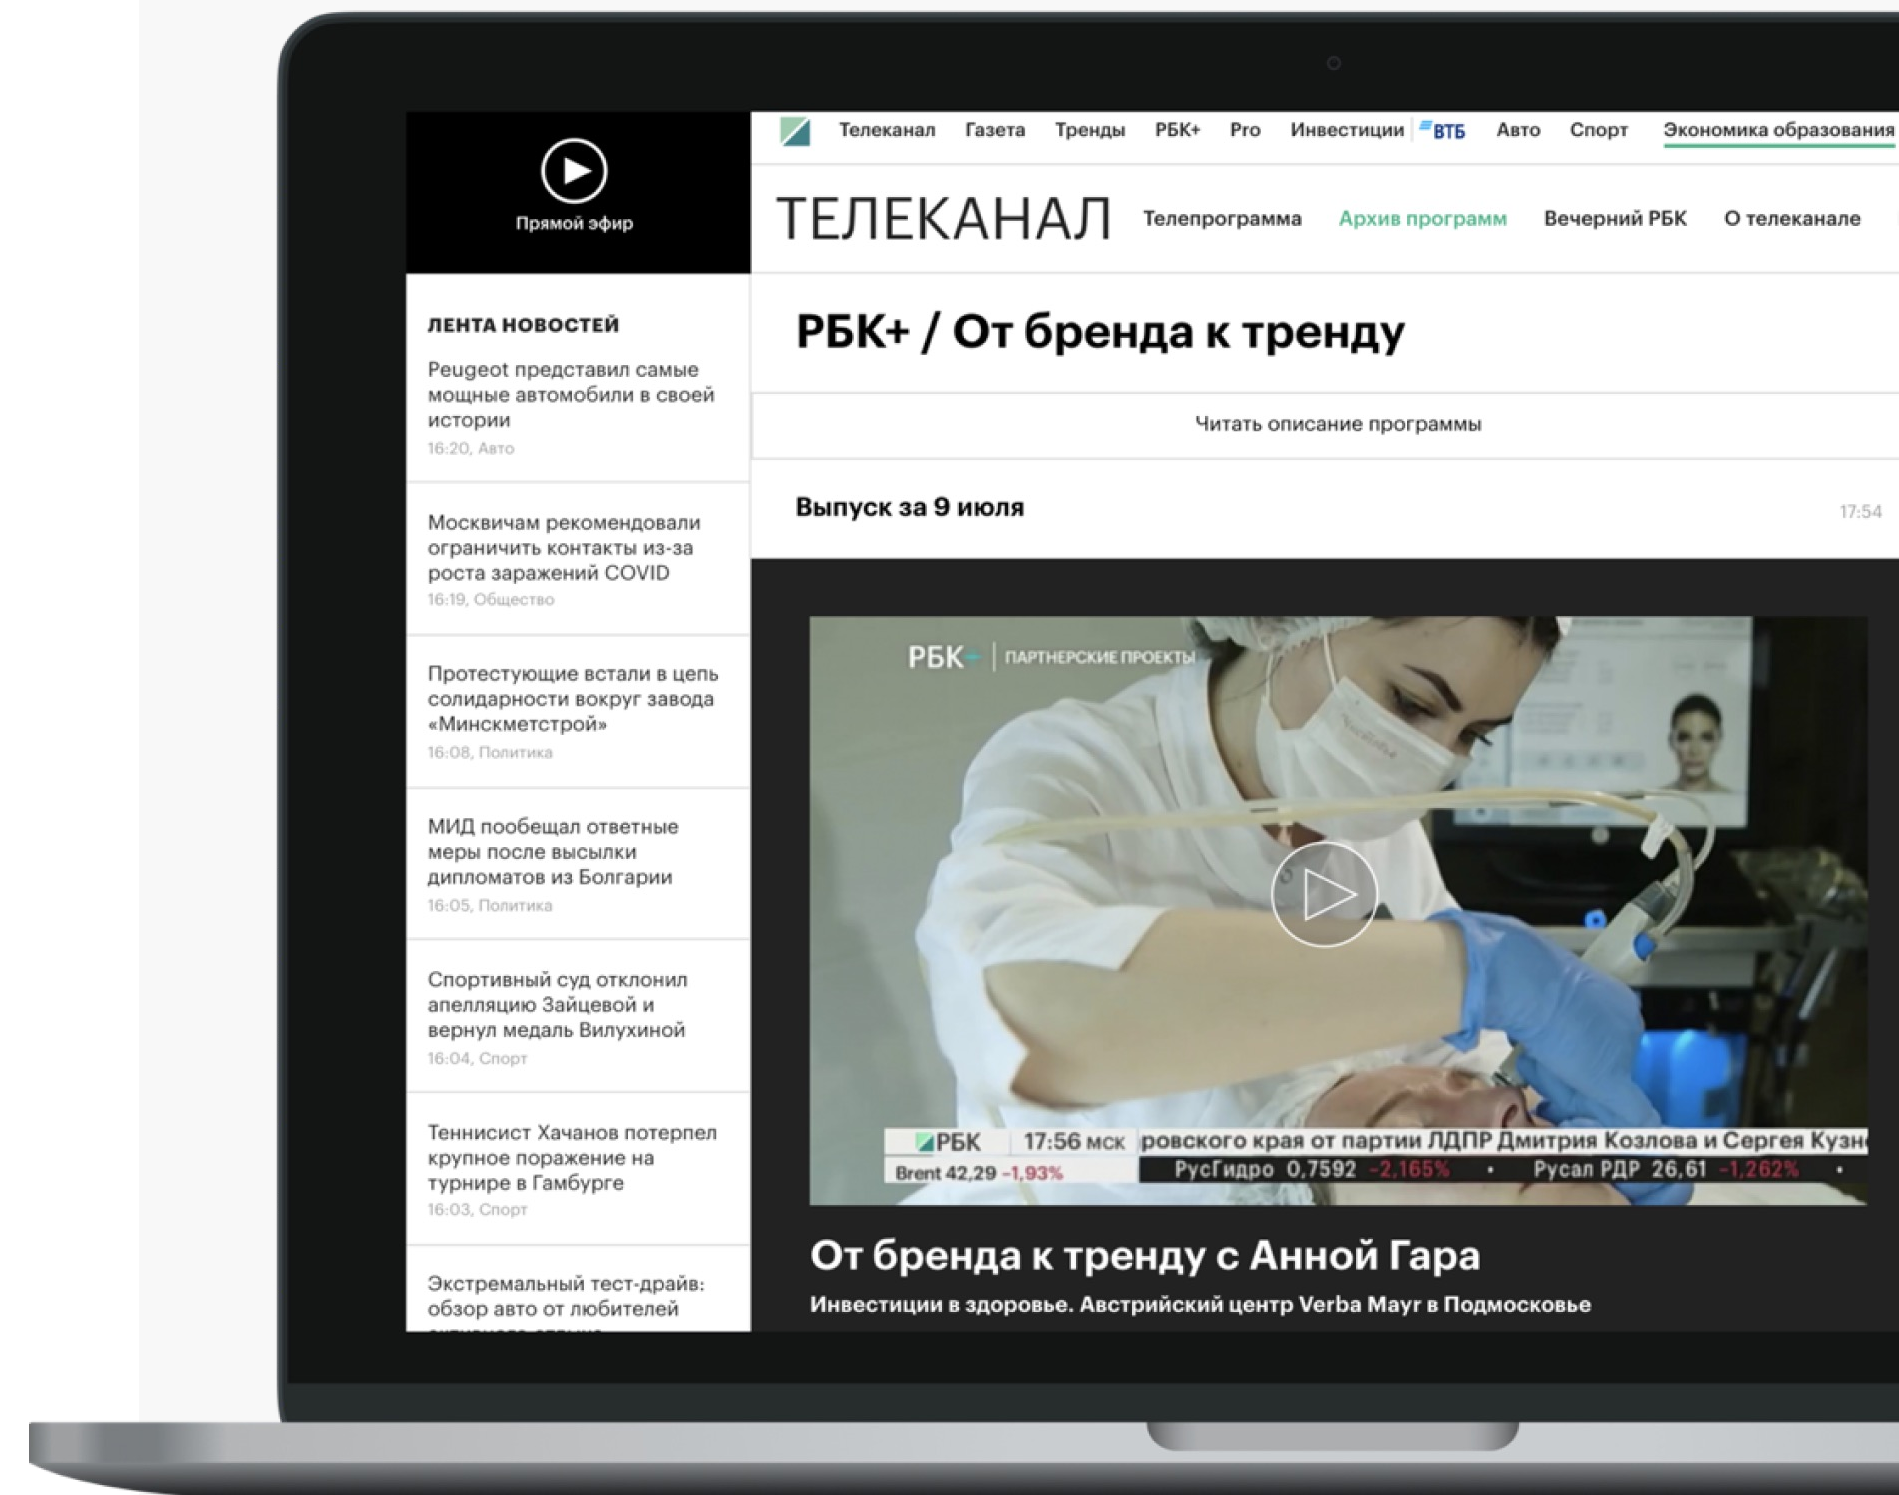 Прямой эфир
ЛЕНТА НОВОСТЕЙ
Peugeot представил самые
мощные автомобили в своей
истории
16:20, Авто
Москвичам рекомендовали
ограничить контакты из-за
роста заражений COVID
16:19, Общество
Протестующие встали в цепь
солидарности вокруг завода
«Минскметстрой»
16:08, Политика
МИД пообещал ответные
меры после высылки
дипломатов из Болгарии
16:05, Политика
Спортивный суд отклонил
апелляцию Зайцевой и
вернул медаль Вилухиной
16:04, Спорт
Теннисист Хачанов потерпел
крупное поражение на
турнире в Гамбурге
16:03, Спорт
Экстремальный тест-драйв:
обзор авто от любителей
Телеканал Газета Тренды РБК+ Pro Инвестиции ВТБ Авто Спорт Экономика образования
ТЕЛЕКАНАЛ Телепрограмма Архив программ Вечерний РБК О телеканале
РБК+ / От бренда к тренду
Читать описание программы
Выпуск за 9 июля 17:54
РБК+ | ПАРТНЕРСКИЕ ПРОЕКТЫ
РБК 17:56 мск ровского края от партии ЛДПР Дмитрия Козлова и Сергея Кузн
Brent 42,29 -1,93% РусГидро 0,7592 -2,165% • Русал РДР 26,61 -1,262% •
От бренда к тренду с Анной Гара
Инвестиции в здоровье. Австрийский центр Verba Mayr в Подмосковье